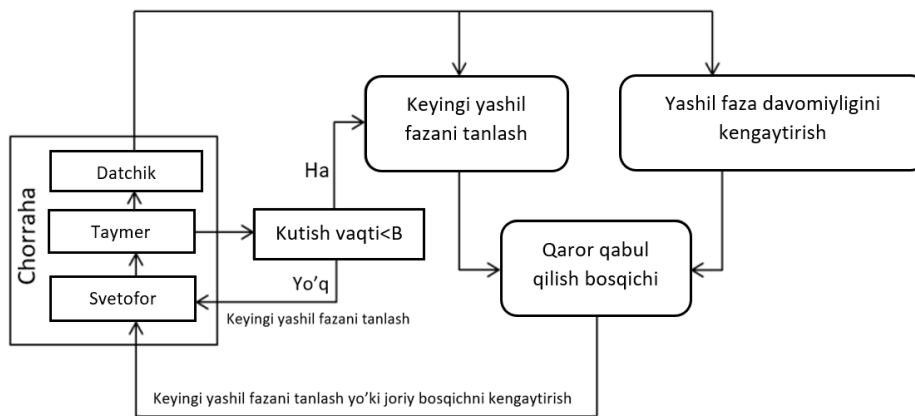 Keyingi yashil
fazani tanlash
Yashil faza davomiyligini
kengaytirish
Chorraha
Datchik
Taymer
Svetofor
Ha
Kutish vaqti<B
Yo’q
Keyingi yashil fazani tanlash
Qaror qabul
qilish bosqichi
Keyingi yashil fazani tanlash yo’ki joriy bosqichni kengaytirish